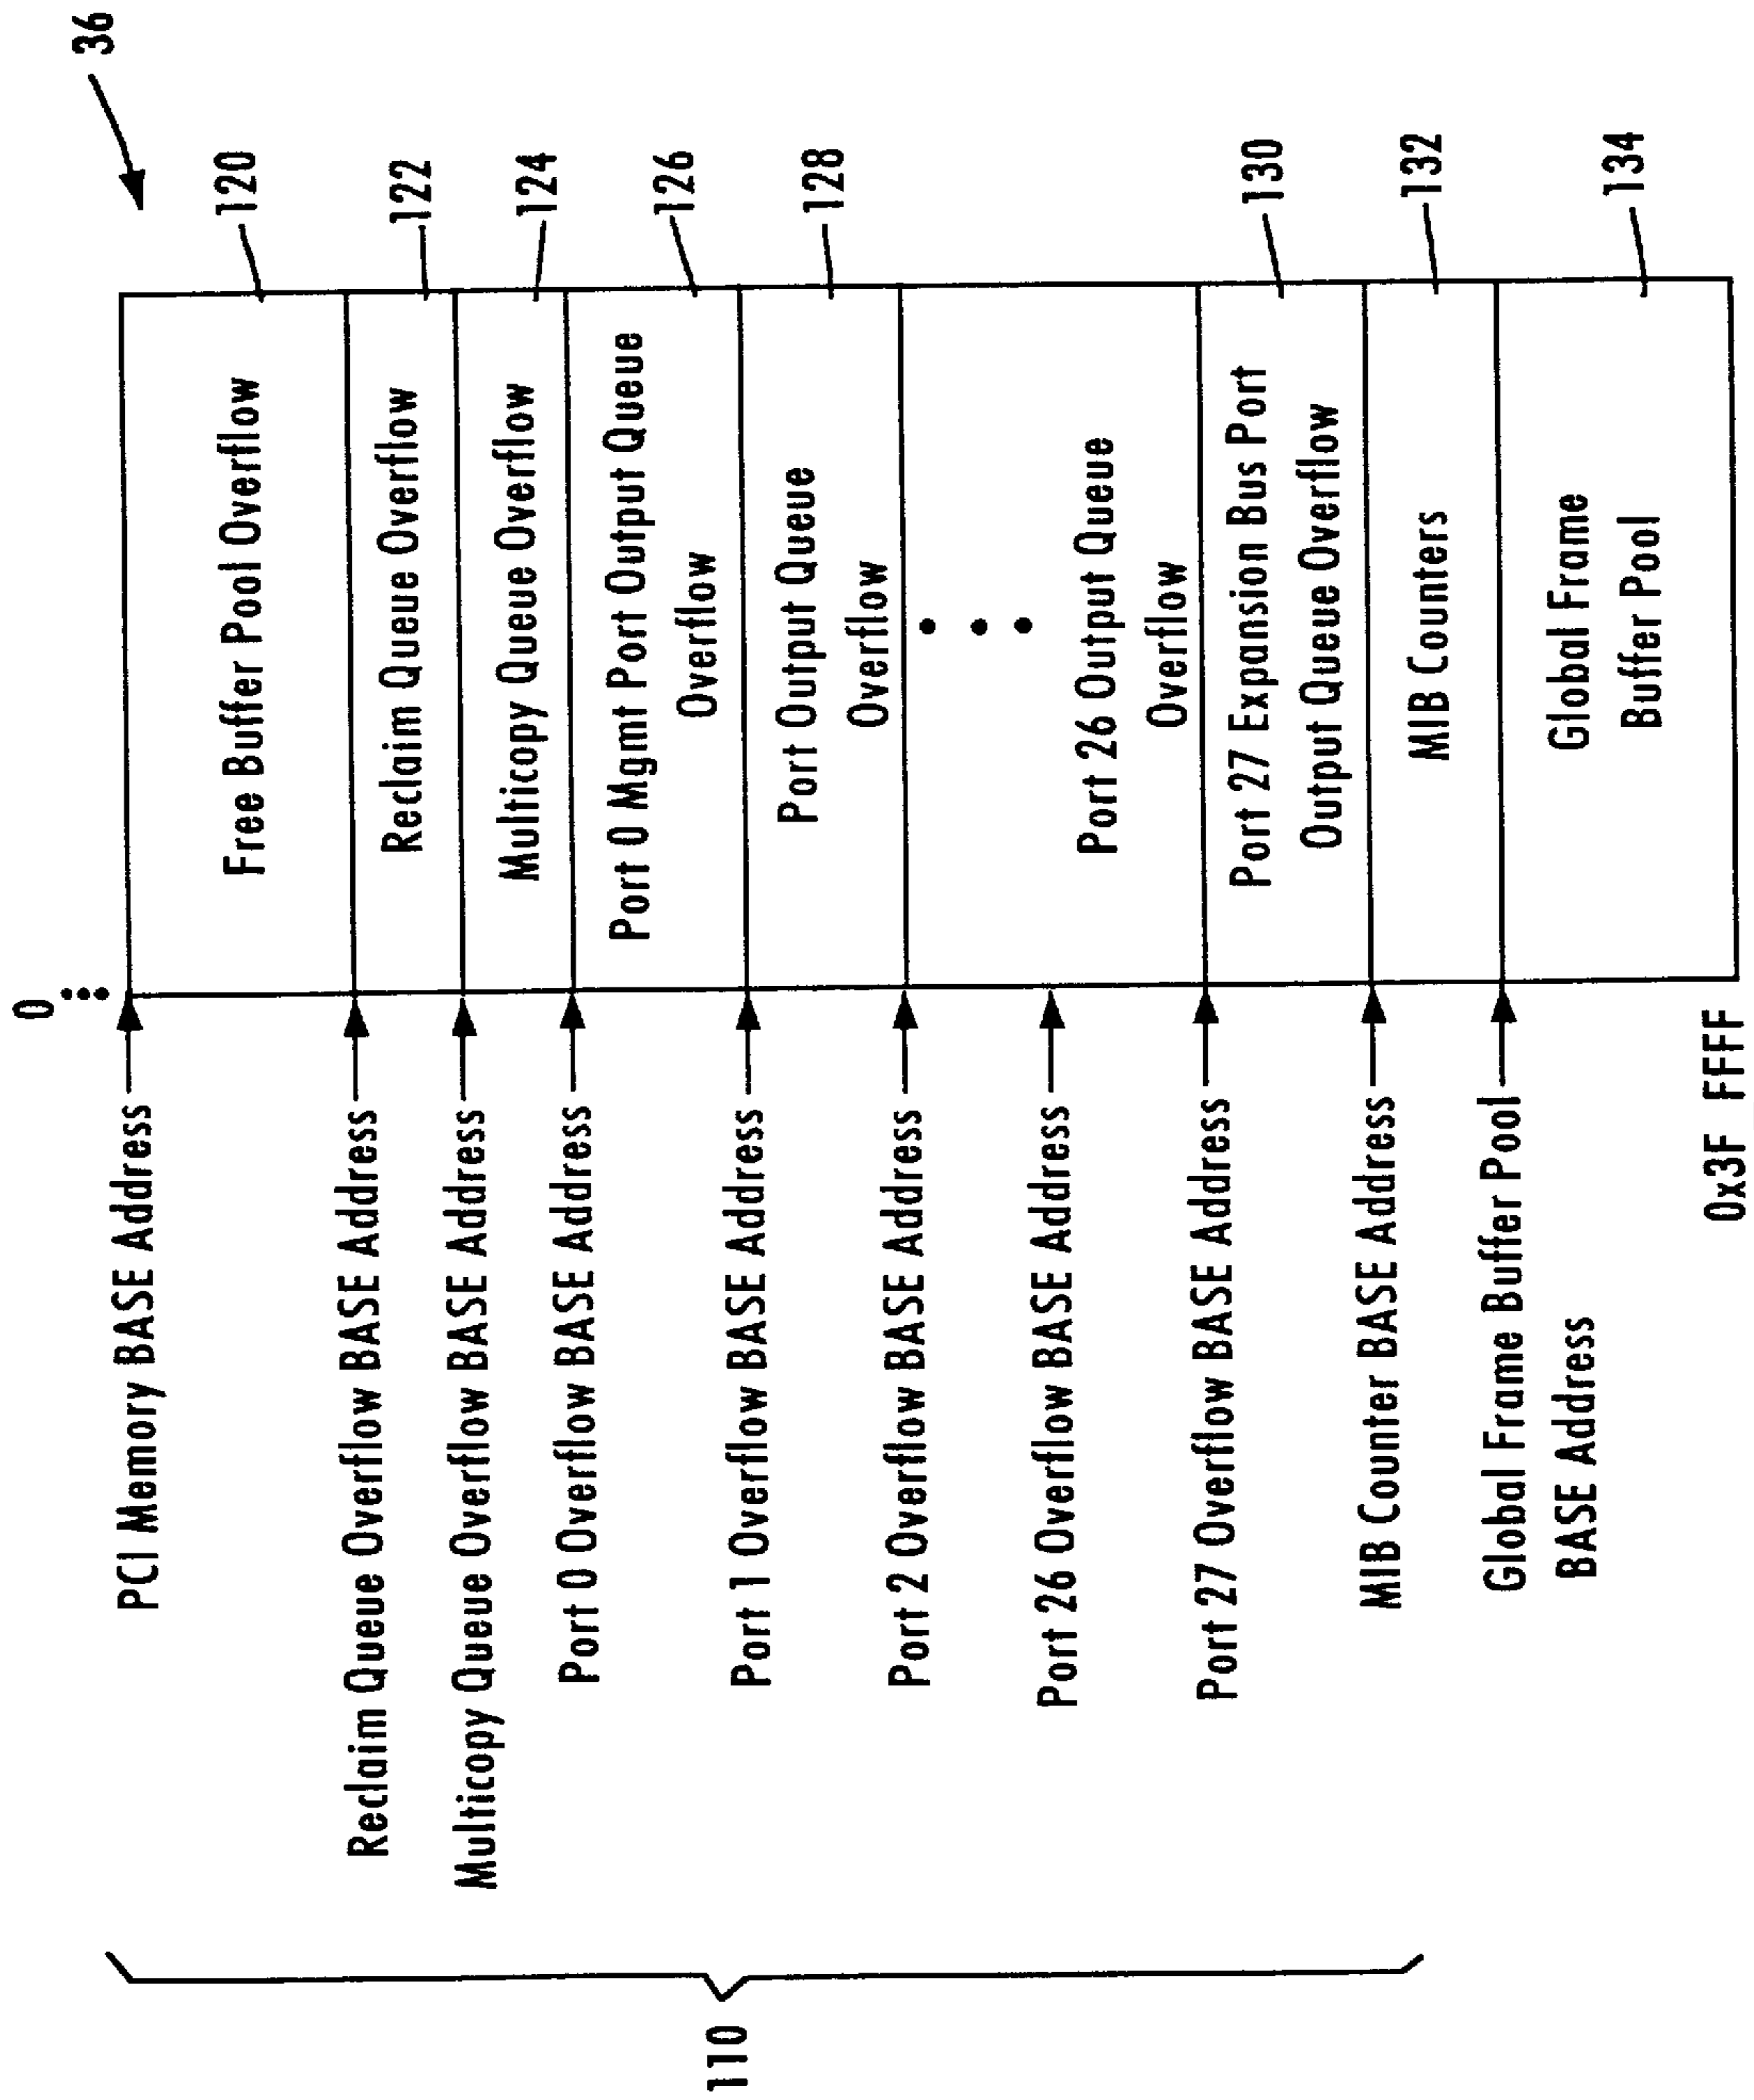 36
0
PCI Memory BASE Address
Free Buffer Pool Overflow
120
Reclaim Queue Overflow BASE Address
Reclaim Queue Overflow
122
Multicopy Queue Overflow BASE Address
Multicopy Queue Overflow
124
Port 0 Overflow BASE Address
Port 0 Mgmt Port Output Queue
Overflow
126
Port 1 Overflow BASE Address
Port Output Queue
Overflow
128
Port 2 Overflow BASE Address
Port 26 Overflow BASE Address
Port 26 Output Queue
Overflow
Port 27 Overflow BASE Address
Port 27 Expansion Bus Port
Output Queue Overflow
130
MIB Counter BASE Address
MIB Counters
132
Global Frame Buffer Pool
BASE Address
Global Frame
Buffer Pool
134
0x3F_FFFF
110